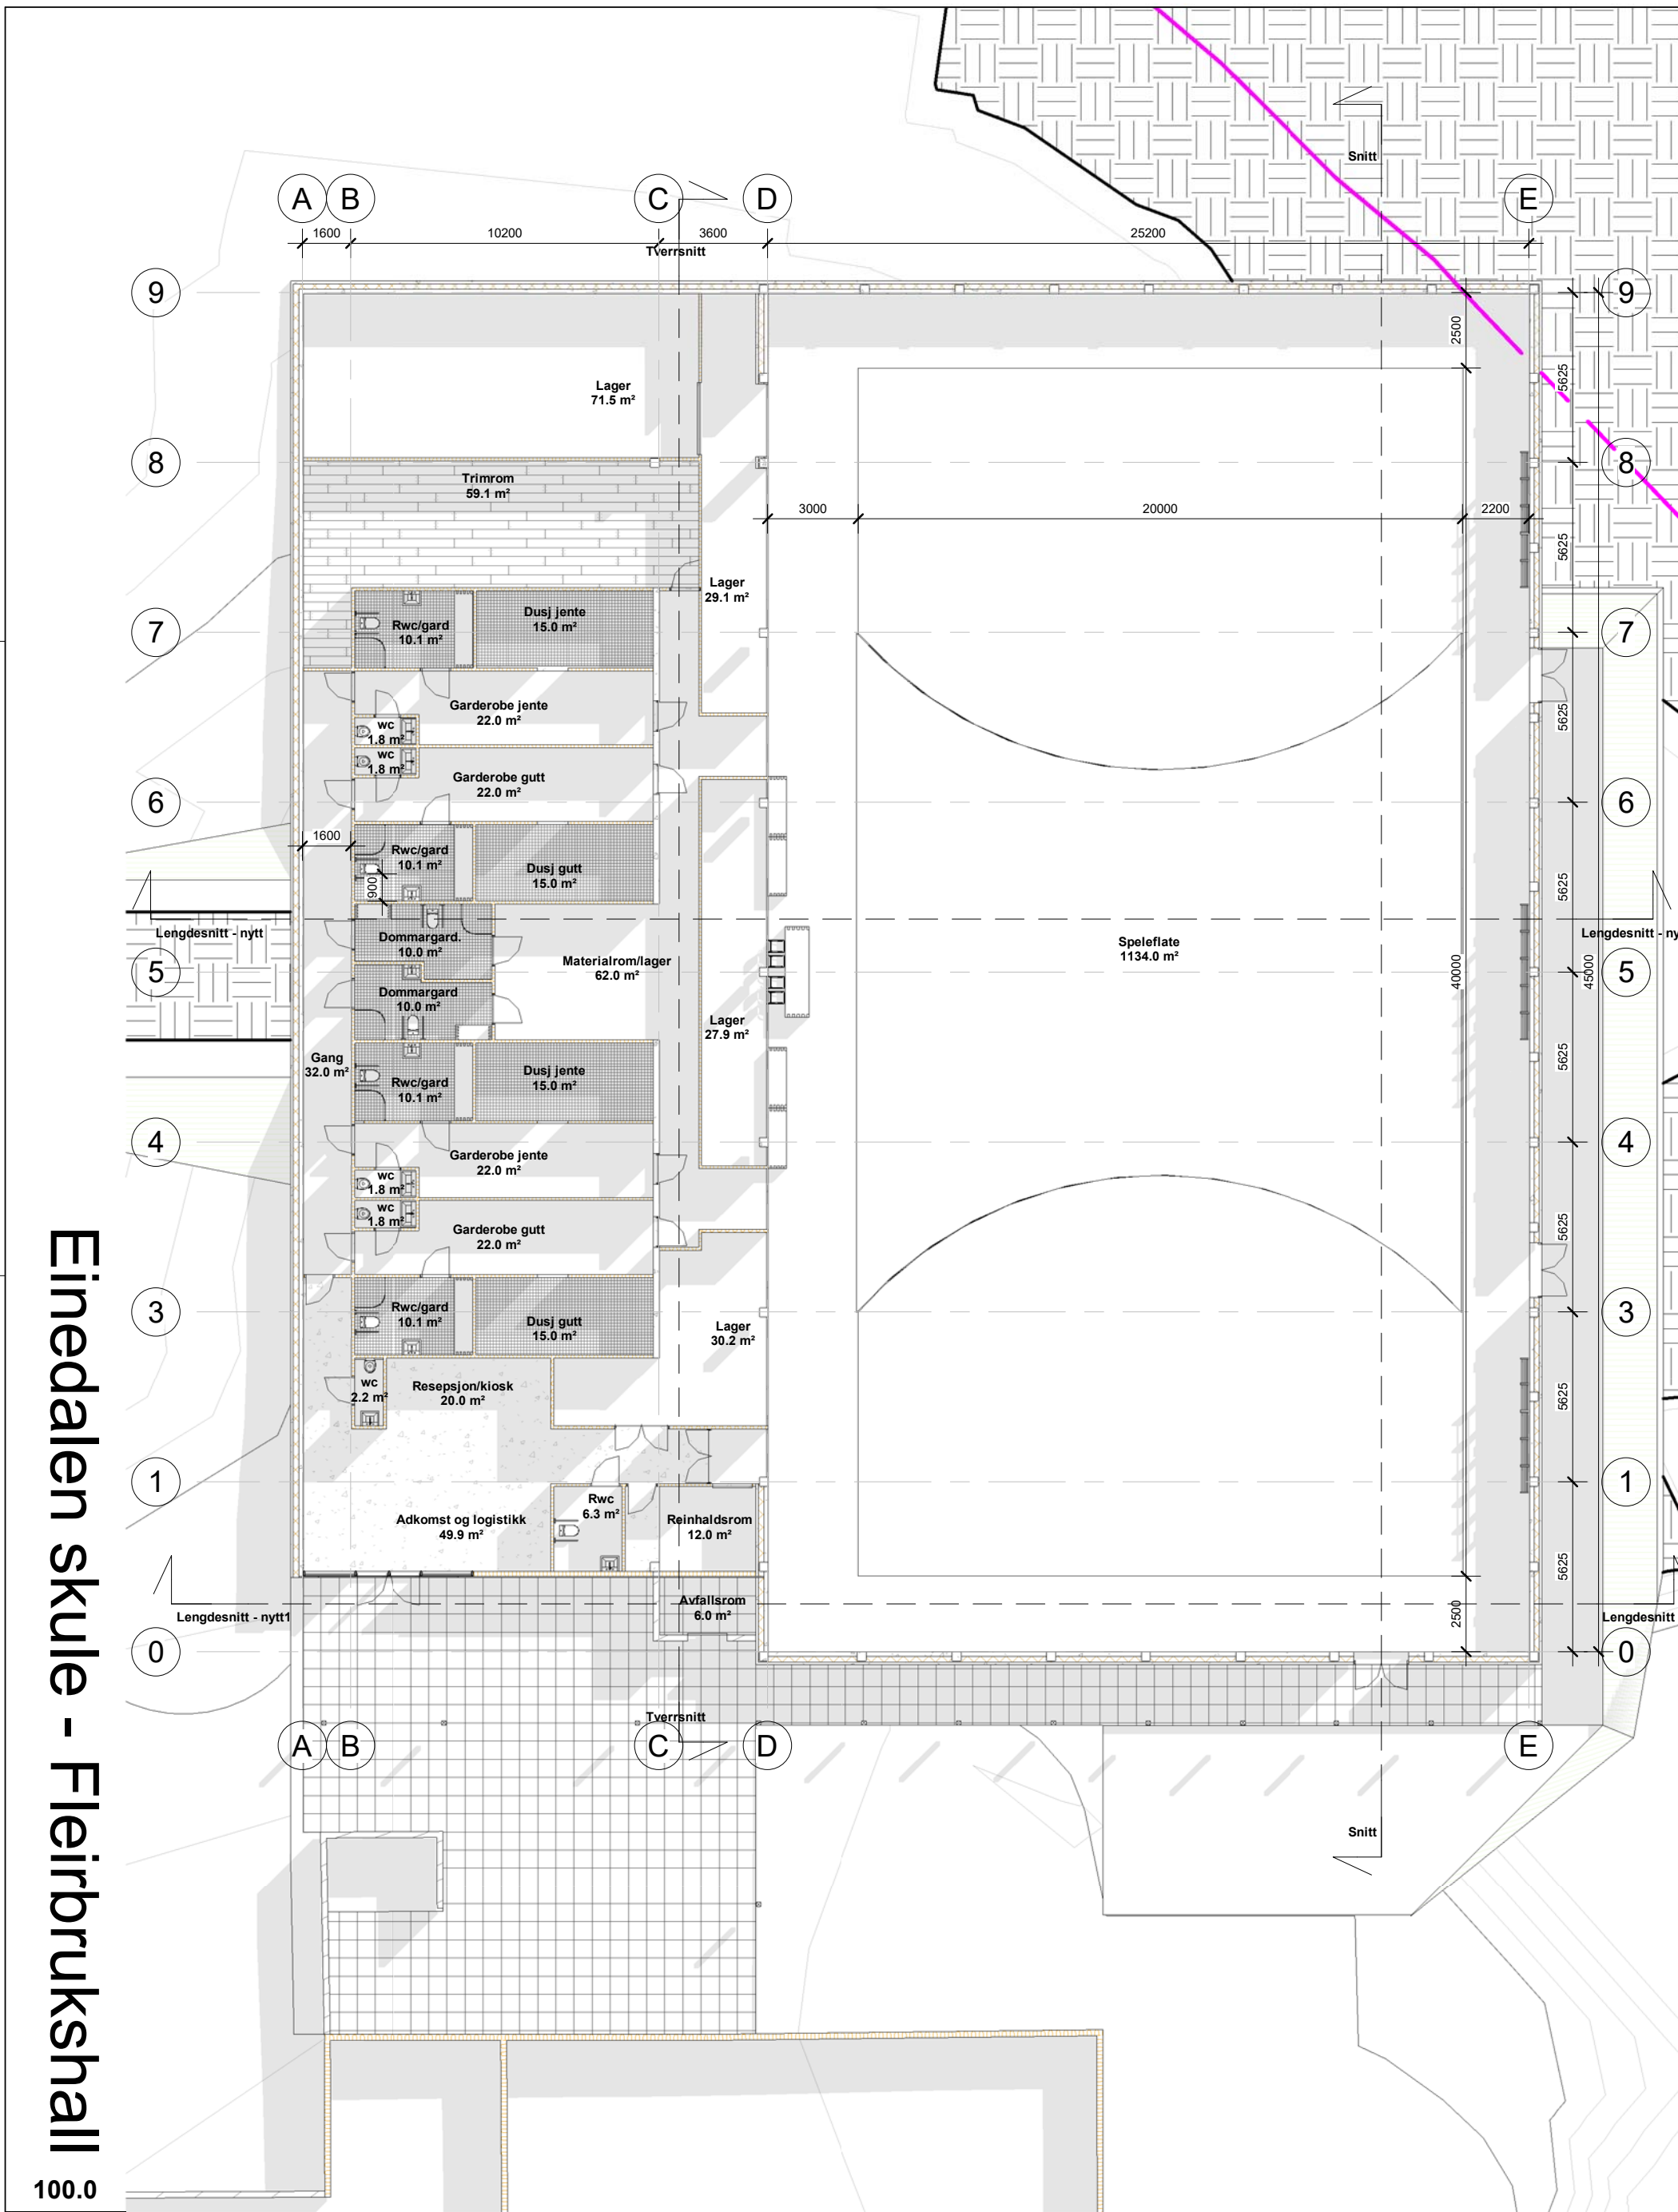 Snitt
A
B
C
D
E
1600
10200
3600
25200
Tverrsnitt
9
9
2500
5625
Lager
71.5 m²
8
8
Trimrom
59.1 m²
3000
20000
2200
5625
Lager
29.1 m²
Dusj jente
15.0 m²
Rwc/gard
10.1 m²
7
7
Garderobe jente
22.0 m²
5625
wc
1.8 m²
wc
1.8 m²
Garderobe gutt
22.0 m²
6
6
1600
Rwc/gard
10.1 m²
Dusj gutt
15.0 m²
900
5625
Lengdesnitt - nytt
Lengdesnitt - ny
Dommargard.
10.0 m²
Materialrom/lager
62.0 m²
Speleflate
1134.0 m²
5
5
40000
45000
Dommargard
10.0 m²
Lager
27.9 m²
Gang
32.0 m²
Rwc/gard
10.1 m²
Dusj jente
15.0 m²
5625
4
4
Garderobe jente
22.0 m²
wc
1.8 m²
wc
1.8 m²
Garderobe gutt
22.0 m²
5625
3
3
Rwc/gard
10.1 m²
Dusj gutt
15.0 m²
Lager
30.2 m²
wc
2.2 m²
Resepsjon/kiosk
20.0 m²
5625
1
1
Rwc
6.3 m²
Adkomst og logistikk
49.9 m²
Reinhaldsrom
12.0 m²
5625
Avfallsrom
6.0 m²
2500
Lengdesnitt - nytt1
Lengdesnitt
0
0
Tverrsnitt
A
B
C
D
E
Snitt
Einedalen skule - Fleirbrukshall
100.0